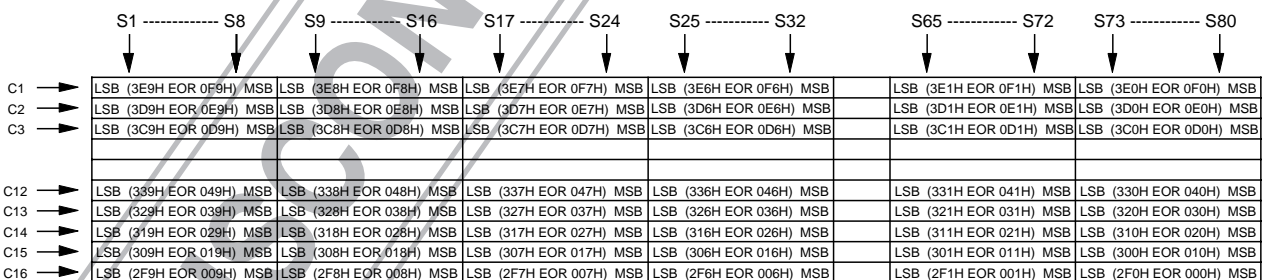 S1 ------------- S8 S9 ------------ S16 S17 ----------- S24 S25 ----------- S32 S65 ------------ S72 S73 ------------ S80
C1 LSB (3E9H EOR 0F9H) MSB LSB (3E8H EOR 0F8H) MSB LSB (3E7H EOR 0F7H) MSB LSB (3E6H EOR 0F6H) MSB LSB (3E1H EOR 0F1H) MSB LSB (3E0H EOR 0F0H) MSB
C2 LSB (3D9H EOR 0E9H) MSB LSB (3D8H EOR 0E8H) MSB LSB (3D7H EOR 0E7H) MSB LSB (3D6H EOR 0E6H) MSB LSB (3D1H EOR 0E1H) MSB LSB (3D0H EOR 0E0H) MSB
C3 LSB (3C9H EOR 0D9H) MSB LSB (3C8H EOR 0D8H) MSB LSB (3C7H EOR 0D7H) MSB LSB (3C6H EOR 0D6H) MSB LSB (3C1H EOR 0D1H) MSB LSB (3C0H EOR 0D0H) MSB
C12 LSB (339H EOR 049H) MSB LSB (338H EOR 048H) MSB LSB (337H EOR 047H) MSB LSB (336H EOR 046H) MSB LSB (331H EOR 041H) MSB LSB (330H EOR 040H) MSB
C13 LSB (329H EOR 039H) MSB LSB (328H EOR 038H) MSB LSB (327H EOR 037H) MSB LSB (326H EOR 036H) MSB LSB (321H EOR 031H) MSB LSB (320H EOR 030H) MSB
C14 LSB (319H EOR 029H) MSB LSB (318H EOR 028H) MSB LSB (317H EOR 027H) MSB LSB (316H EOR 026H) MSB LSB (311H EOR 021H) MSB LSB (310H EOR 020H) MSB
C15 LSB (309H EOR 019H) MSB LSB (308H EOR 018H) MSB LSB (307H EOR 017H) MSB LSB (306H EOR 016H) MSB LSB (301H EOR 011H) MSB LSB (300H EOR 010H) MSB
C16 LSB (2F9H EOR 009H) MSB LSB (2F8H EOR 008H) MSB LSB (2F7H EOR 007H) MSB LSB (2F6H EOR 006H) MSB LSB (2F1H EOR 001H) MSB LSB (2F0H EOR 000H) MSB